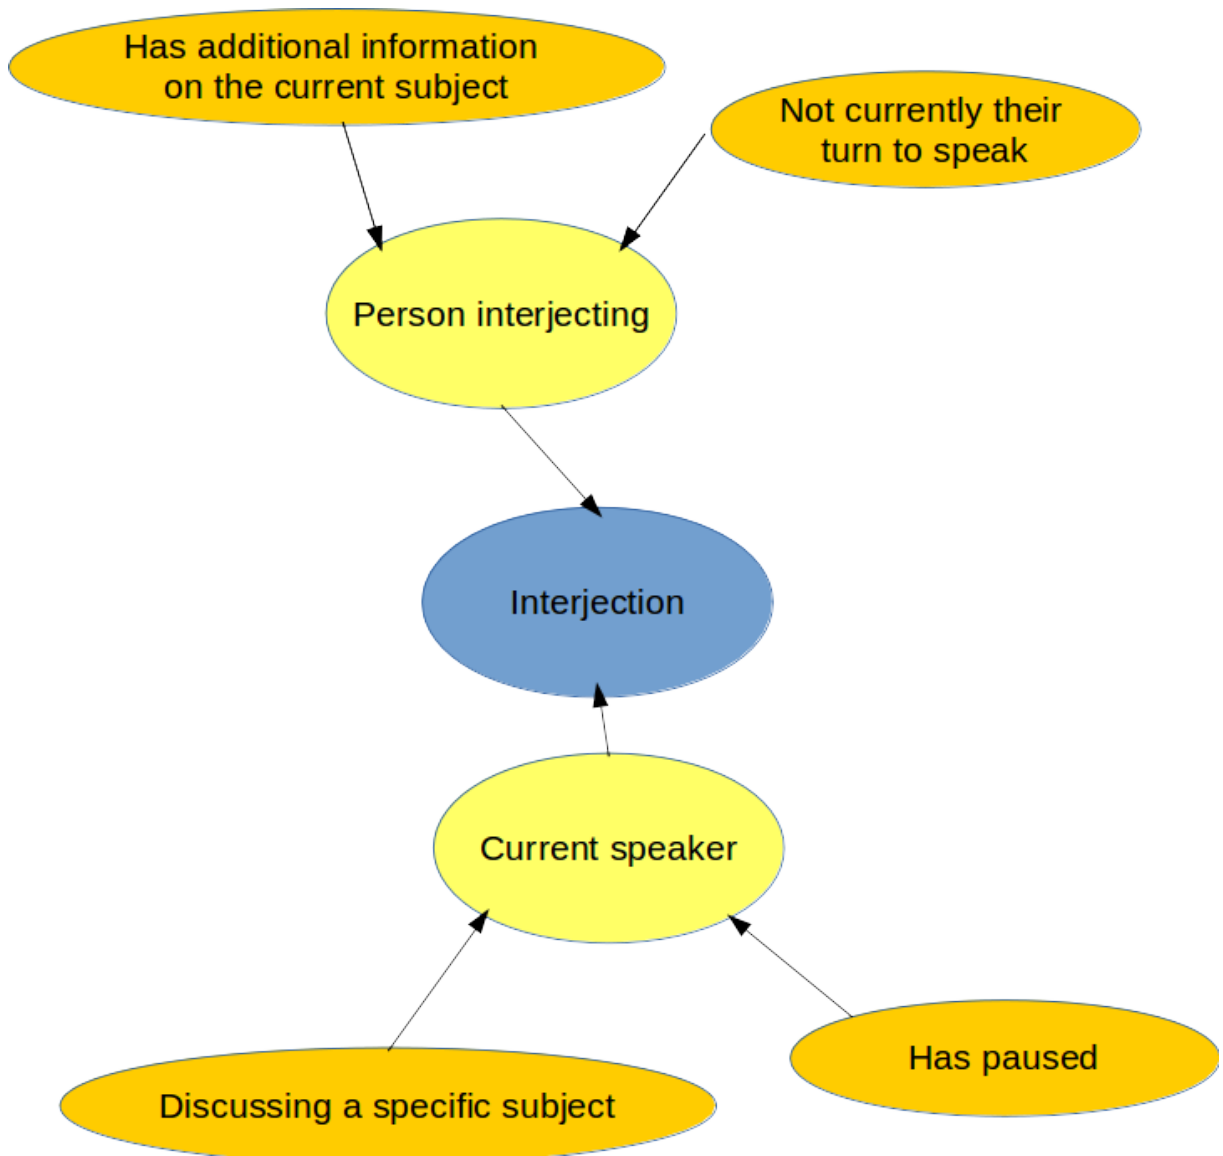 Has additional information
on the current subject
Not currently their
turn to speak
Person interjecting
Interjection
Current speaker
Has paused
Discussing a specific subject